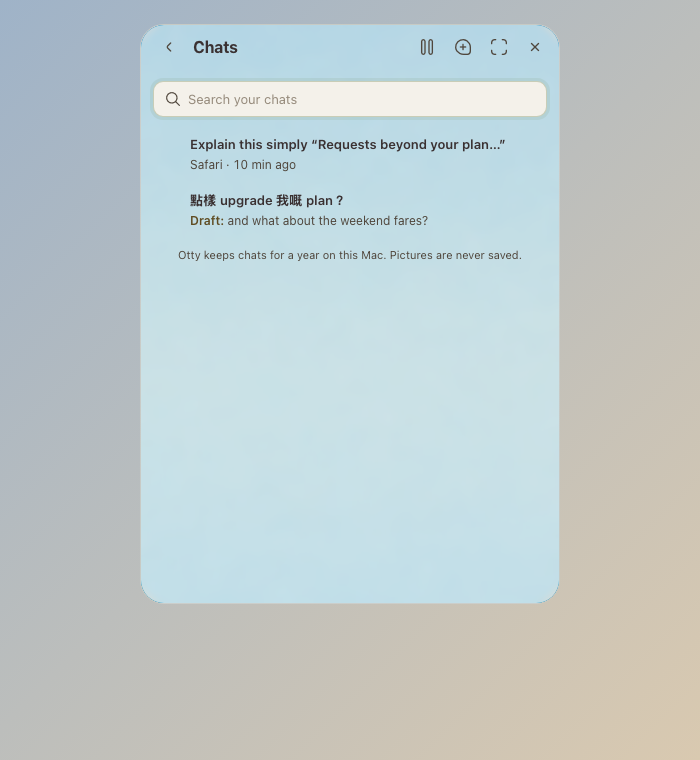 Chats
Search your chats
Explain this simply “Requests beyond your plan…”
Safari · 10 min ago
點樣 upgrade 我嘅 plan？
Draft: and what about the weekend fares?
Otty keeps chats for a year on this Mac. Pictures are never saved.